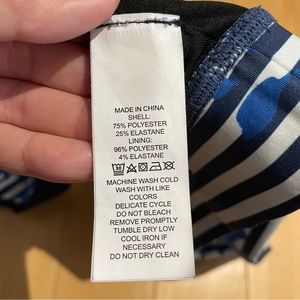 MADE IN CHINA
SHELL:
75% POLYESTER
25% ELASTANE
LINING:
96% POLYESTER
4% ELASTANE
MACHINE WASH COLD
WASH WITH LIKE
COLORS
DELICATE CYCLE
DO NOT BLEACH
REMOVE PROMPTLY
TUMBLE DRY LOW
COOL IRON IF
NECESSARY
DO NOT DRY CLEAN